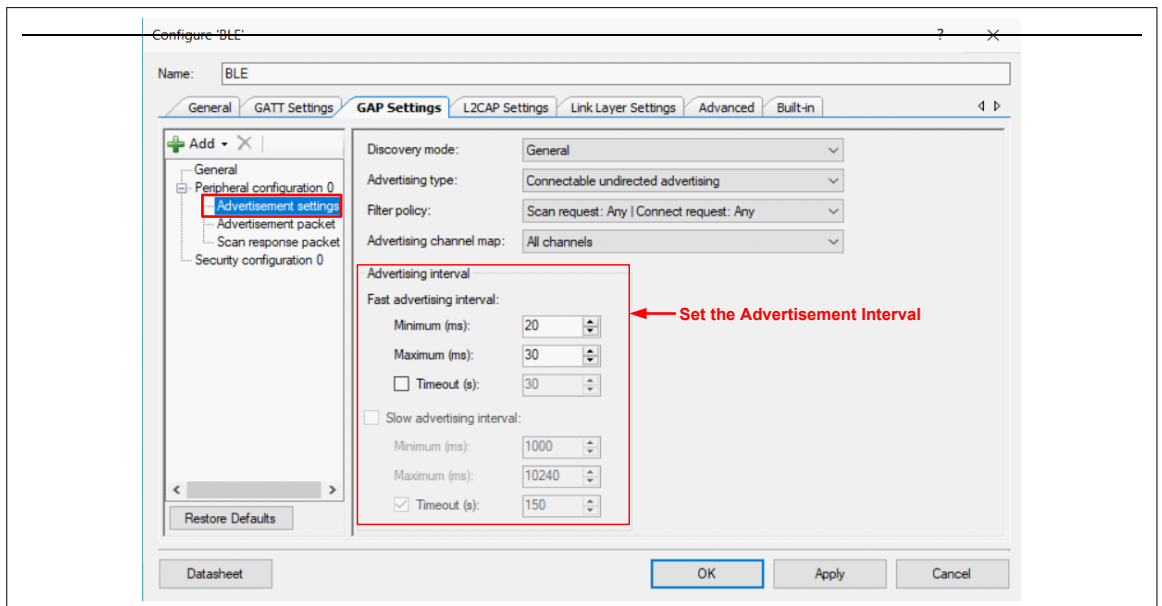 Configure 'BLE' ? ×
Name: BLE
General GATT Settings GAP Settings L2CAP Settings Link Layer Settings Advanced Built-in
Add
General
Peripheral configuration 0
Advertisement settings
Advertisement packet
Scan response packet
Security configuration 0
Restore Defaults
Discovery mode: General
Advertising type: Connectable undirected advertising
Filter policy: Scan request: Any | Connect request: Any
Advertising channel map: All channels
Advertising interval
Fast advertising interval:
Minimum (ms): 20
Maximum (ms): 30
Timeout (s): 30
Slow advertising interval:
Minimum (ms): 1000
Maximum (ms): 10240
Timeout (s): 150
Set the Advertisement Interval
Datasheet OK Apply Cancel